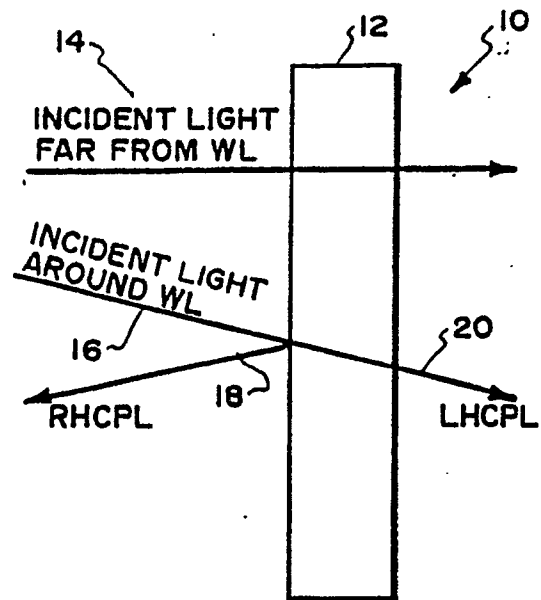 10
12
14
INCIDENT LIGHT
FAR FROM WL
INCIDENT LIGHT
AROUND WL
16
18
20
RHCPL
LHCPL